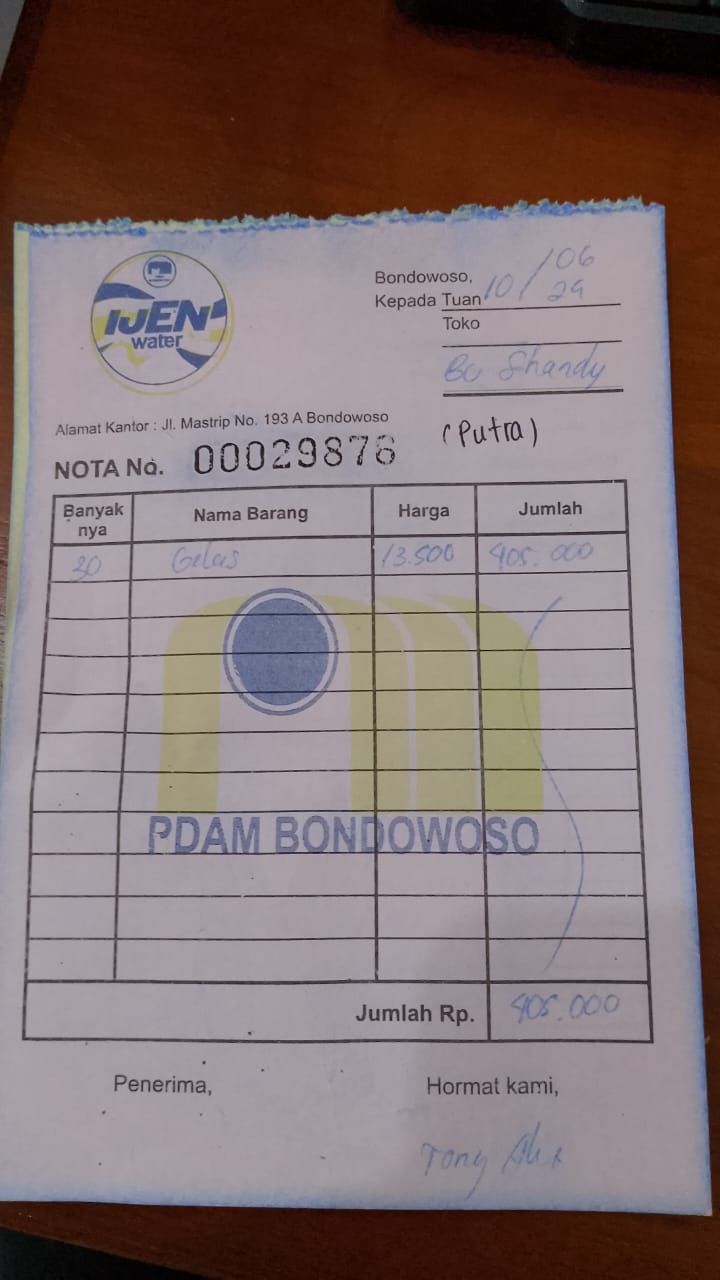 IJEN
water
Bondowoso, 10/06
Kepada Tuan 24
Toko
Bu Shandy
Alamat Kantor : Jl. Mastrip No. 193 A Bondowoso
(Putra)
NOTA No. 00029876
Banyak nya Nama Barang Harga Jumlah
30 Gelas 13.500 405.000
PDAM BONDOWOSO
Jumlah Rp. 405.000
Penerima, Hormat kami,
Tony